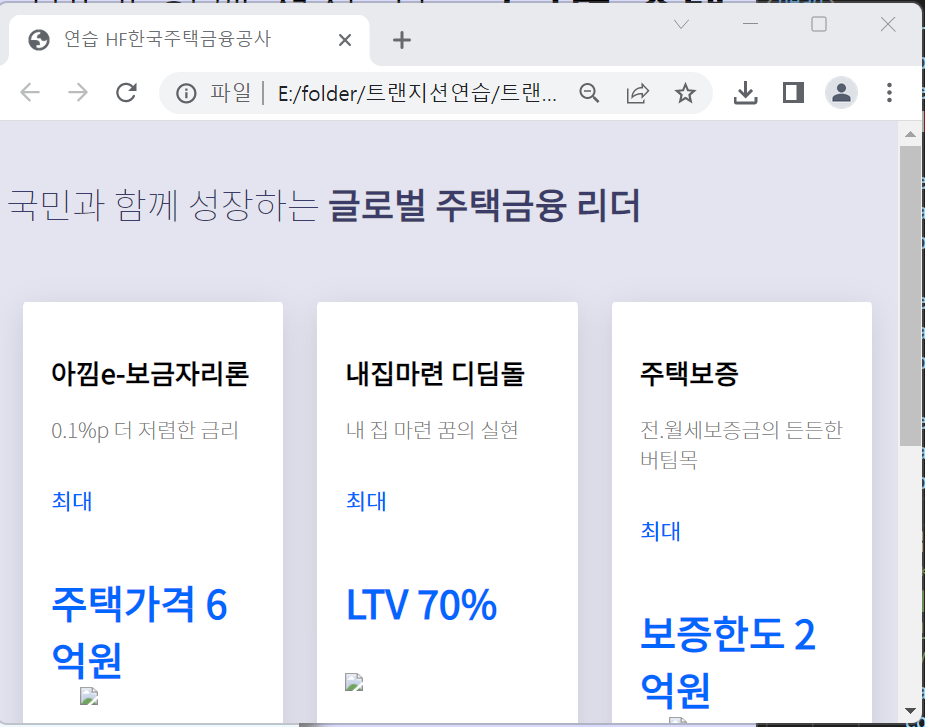 연습 HF한국주택금융공사
파일 | E:/folder/트랜지션연습/트랜...
국민과 함께 성장하는 글로벌 주택금융 리더
아낌e-보금자리론
0.1%p 더 저렴한 금리
최대
주택가격 6
억원
내집마련 디딤돌
내 집 마련 꿈의 실현
최대
LTV 70%
주택보증
전.월세보증금의 든든한
버팀목
최대
보증한도 2
억원